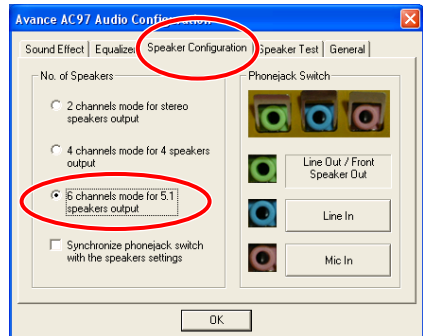 Avance AC97 Audio Configuration
Sound Effect
Equalizer
Speaker Configuration
Speaker Test
General
No. of Speakers
2 channels mode for stereo
speakers output
4 channels mode for 4 speakers
output
6 channels mode for 5.1
speakers output
Synchronize phonejack switch
with the speakers settings
Phonejack Switch
Line Out / Front
Speaker Out
Line In
Mic In
OK